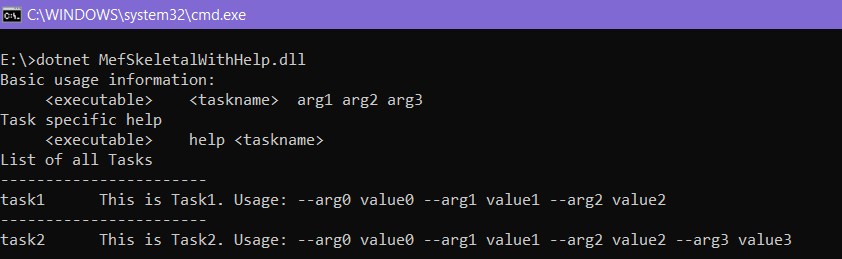 C:\WINDOWS\system32\cmd.exe
E:\>dotnet MefSkeletalWithHelp.dll
Basic usage information:
     <executable>    <taskname>  arg1 arg2 arg3
Task specific help
     <executable>    help <taskname>
List of all Tasks
-----------------------
task1      This is Task1. Usage: --arg0 value0 --arg1 value1 --arg2 value2
-----------------------
task2      This is Task2. Usage: --arg0 value0 --arg1 value1 --arg2 value2 --arg3 value3